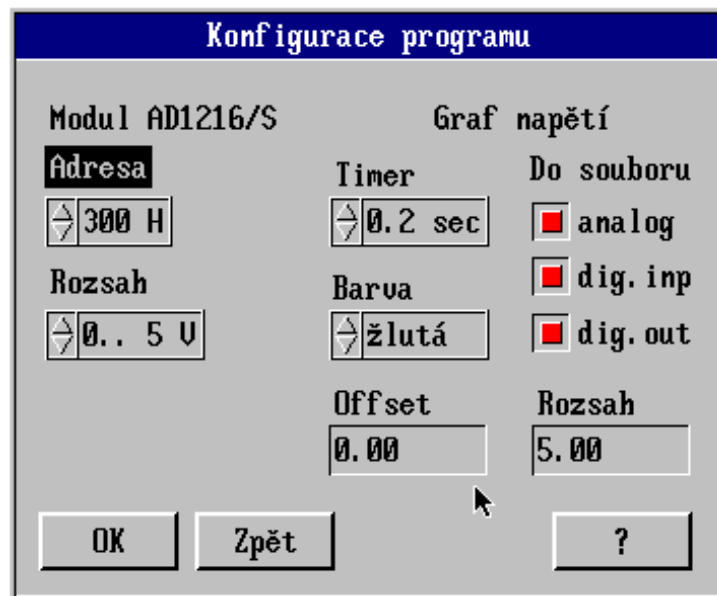 Konfigurace programu
Modul AD1216/S
Graf napětí
Adresa
Timer
Do souboru
300 H
0.2 sec
analog
Rozsah
Barva
dig.inp
0.. 5 V
žlutá
dig.out
Offset
Rozsah
0.00
5.00
OK
Zpět
?